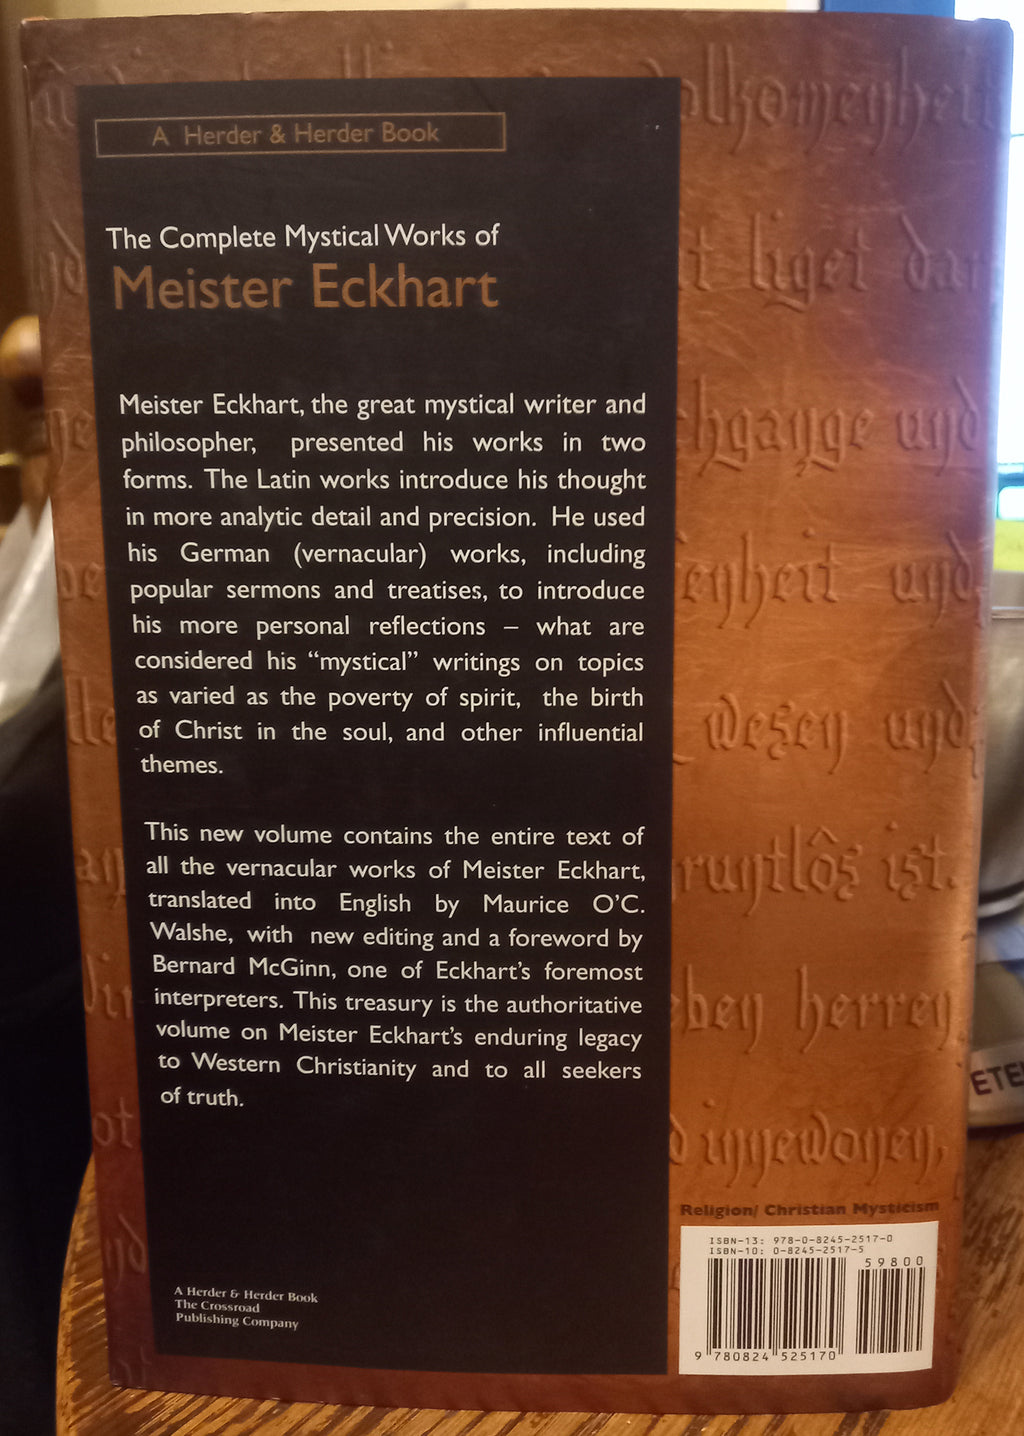 A Herder & Herder Book
The Complete Mystical Works of
Meister Eckhart
Meister Eckhart, the great mystical writer and
philosopher, presented his works in two
forms. The Latin works introduce his thought
in more analytic detail and precision. He used
his German (vernacular) works, including
popular sermons and treatises, to introduce
his more personal reflections – what are
considered his “mystical” writings on topics
as varied as the poverty of spirit, the birth
of Christ in the soul, and other influential
themes.
This new volume contains the entire text of
all the vernacular works of Meister Eckhart,
translated into English by Maurice O'C.
Walshe, with new editing and a foreword by
Bernard McGinn, one of Eckhart's foremost
interpreters. This treasury is the authoritative
volume on Meister Eckhart's enduring legacy
to Western Christianity and to all seekers
of truth.
A Herder & Herder Book
The Crossroad
Publishing Company
liget
und
und
wesen und
ist.
herren
Religion/ Christian Mysticism
ISBN-13: 978-0-8245-2517-0
ISBN-10: 0-8245-2517-5
59800
9 780824 525170